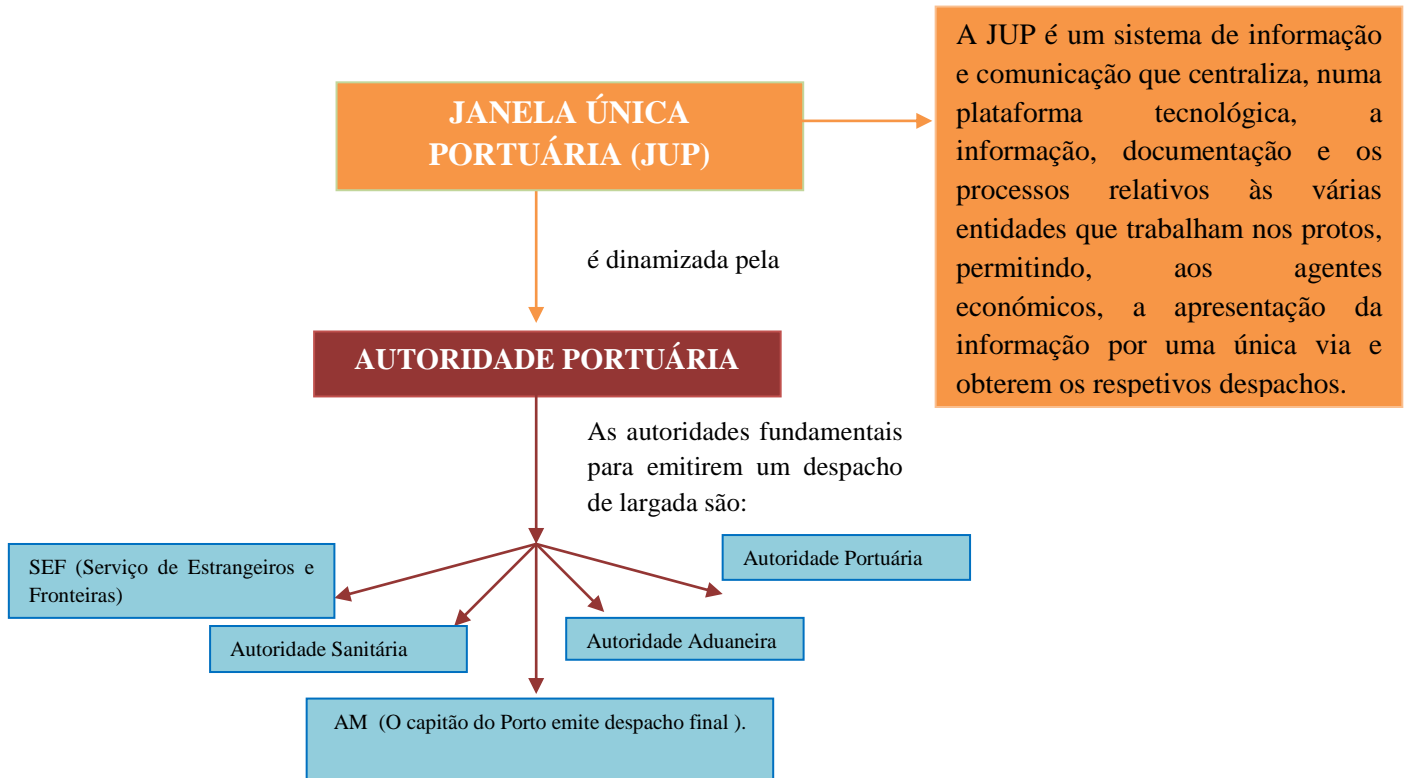 JANELA ÚNICA
PORTUÁRIA (JUP)
A JUP é um sistema de informação
e comunicação que centraliza, numa
plataforma tecnológica, a
informação, documentação e os
processos relativos às várias
entidades que trabalham nos protos,
permitindo, aos agentes
económicos, a apresentação da
informação por uma única via e
obterem os respetivos despachos.
é dinamizada pela
AUTORIDADE PORTUÁRIA
As autoridades fundamentais
para emitirem um despacho
de largada são:
SEF (Serviço de Estrangeiros e
Fronteiras)
Autoridade Sanitária
AM (O capitão do Porto emite despacho final ).
Autoridade Aduaneira
Autoridade Portuária